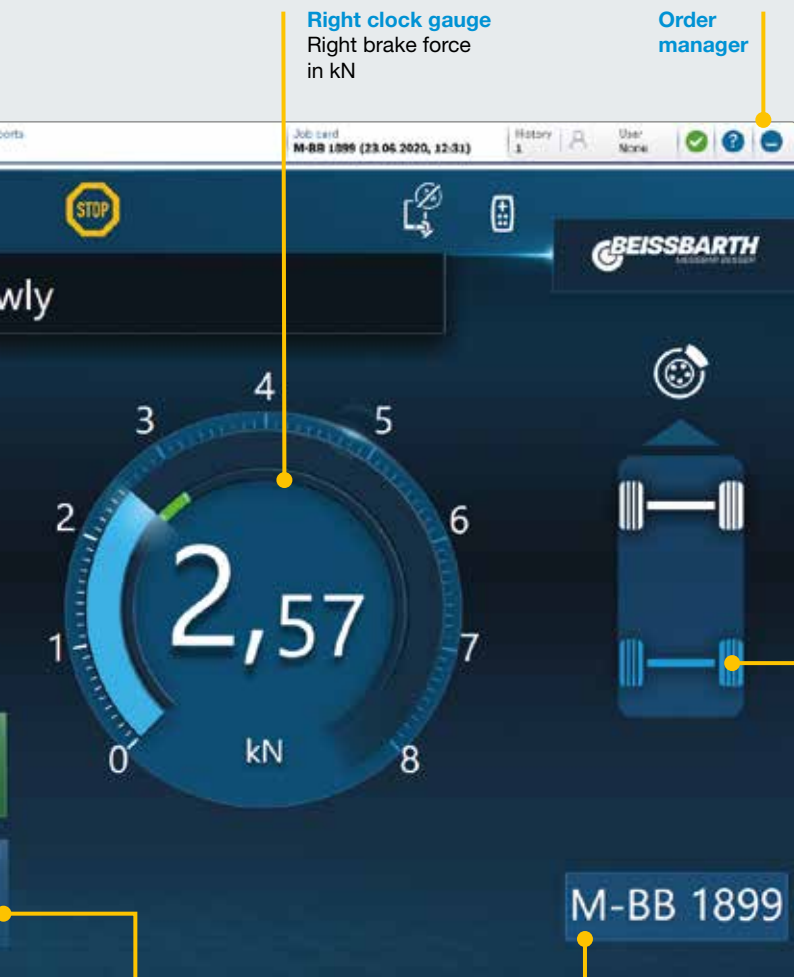 Right clock gauge
Right brake force
in kN
Order
manager
ports
Job card
M-BB 1899 (23.06.2020, 12:31)
History
1
User
None
?
STOP
BEISSBARTH
wly
4
3
5
2
6
2,57
1
7
kN
0
8
M-BB 1899